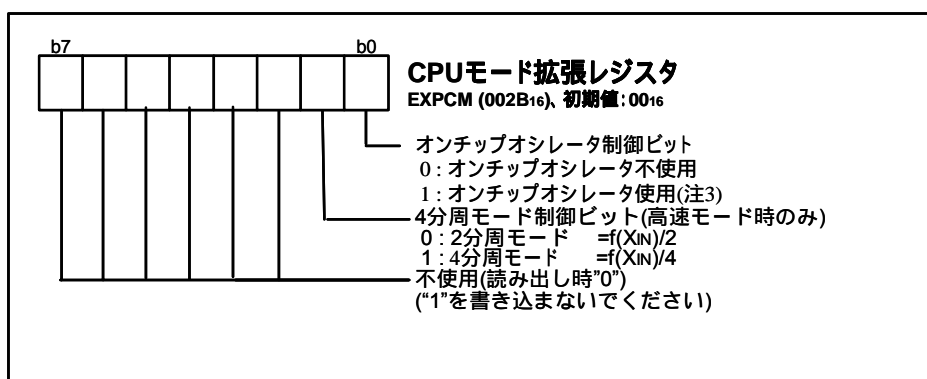 b7 b0
CPUモード拡張レジスタ
EXPCM (002B16)、初期値：0016
オンチップオシレータ制御ビット
0 : オンチップオシレータ不使用
1 : オンチップオシレータ使用(注3)
4分周モード制御ビット(高速モード時のみ)
0 : 2分周モード =f(XIN)/2
1 : 4分周モード =f(XIN)/4
不使用(読み出し時"0")
("1"を書き込まないでください)